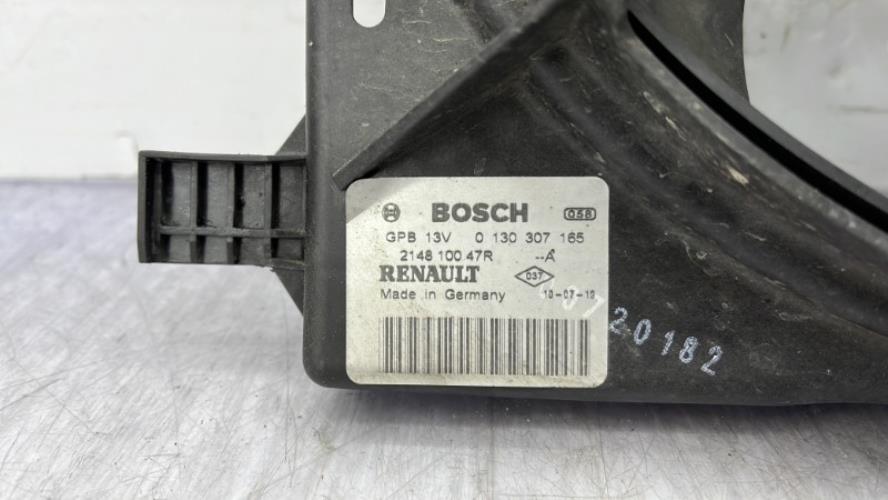 BOSCH 058
GPB 13V 0 130 307 165
2148 100 47R --A
RENAULT 037
Made in Germany 10-07-12
20182